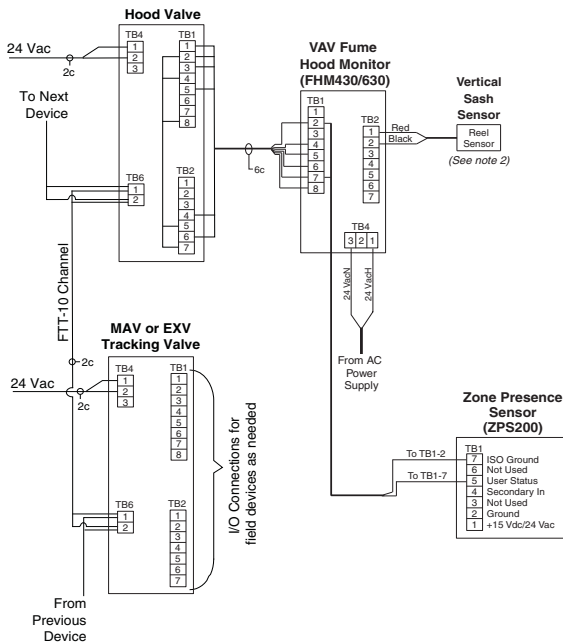 Hood Valve
24 Vac
2c
TB4
1
2
3
TB1
1
2
3
4
5
6
7
8
To Next
Device
TB6
1
2
TB2
1
2
3
4
5
6
7
6c
VAV Fume
Hood Monitor
(FHM430/630)
TB1
1
2
3
4
5
6
7
8
TB2
1
2
3
4
5
6
7
Red
Black
Vertical
Sash
Sensor
Reel
Sensor
(See note 2)
TB4
3 2 1
24 VacN
24 VacH
From AC
Power
Supply
FTT-10 Channel
2c
MAV or EXV
Tracking Valve
24 Vac
2c
TB4
1
2
3
TB1
1
2
3
4
5
6
7
8
TB6
1
2
TB2
1
2
3
4
5
6
7
I/O Connections for
field devices as needed
From
Previous
Device
Zone Presence
Sensor
(ZPS200)
To TB1-2
To TB1-7
TB1
7 ISO Ground
6 Not Used
5 User Status
4 Secondary In
3 Not Used
2 Ground
1 +15 Vdc/24 Vac